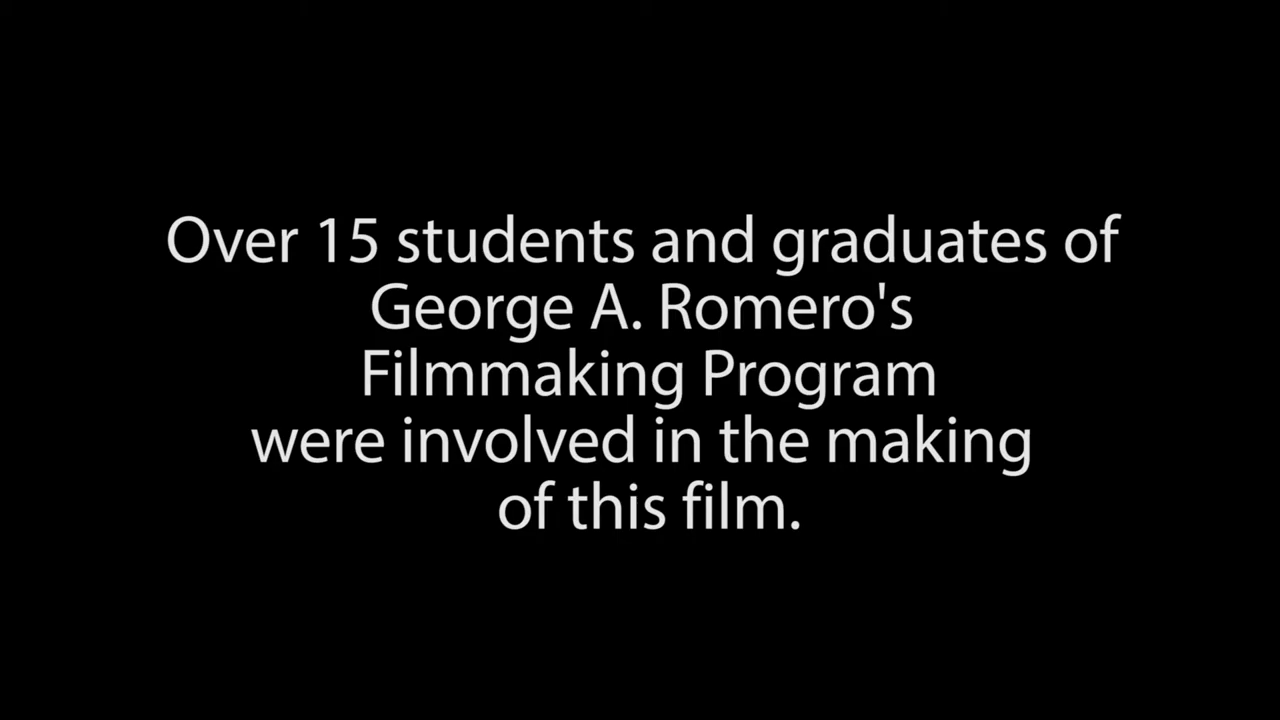 Over 15 students and graduates of
George A. Romero's
Filmmaking Program
were involved in the making
of this film.